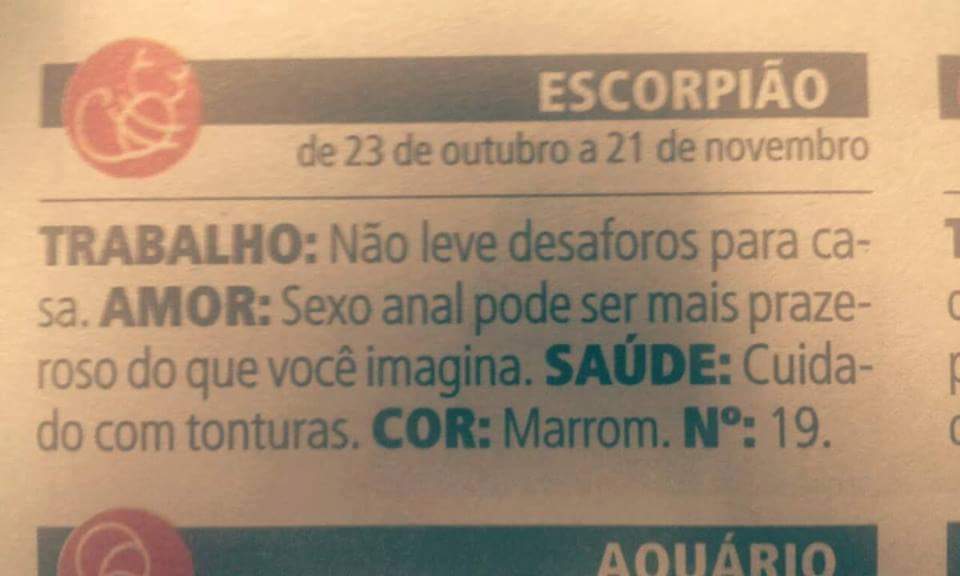 ESCORPIÃO
de 23 de outubro a 21 de novembro
TRABALHO: Não leve desaforos para ca-
sa. AMOR: Sexo anal pode ser mais praze-
roso do que você imagina. SAÚDE: Cuida-
do com tonturas. COR: Marrom. Nº: 19.
AQUÁRIO